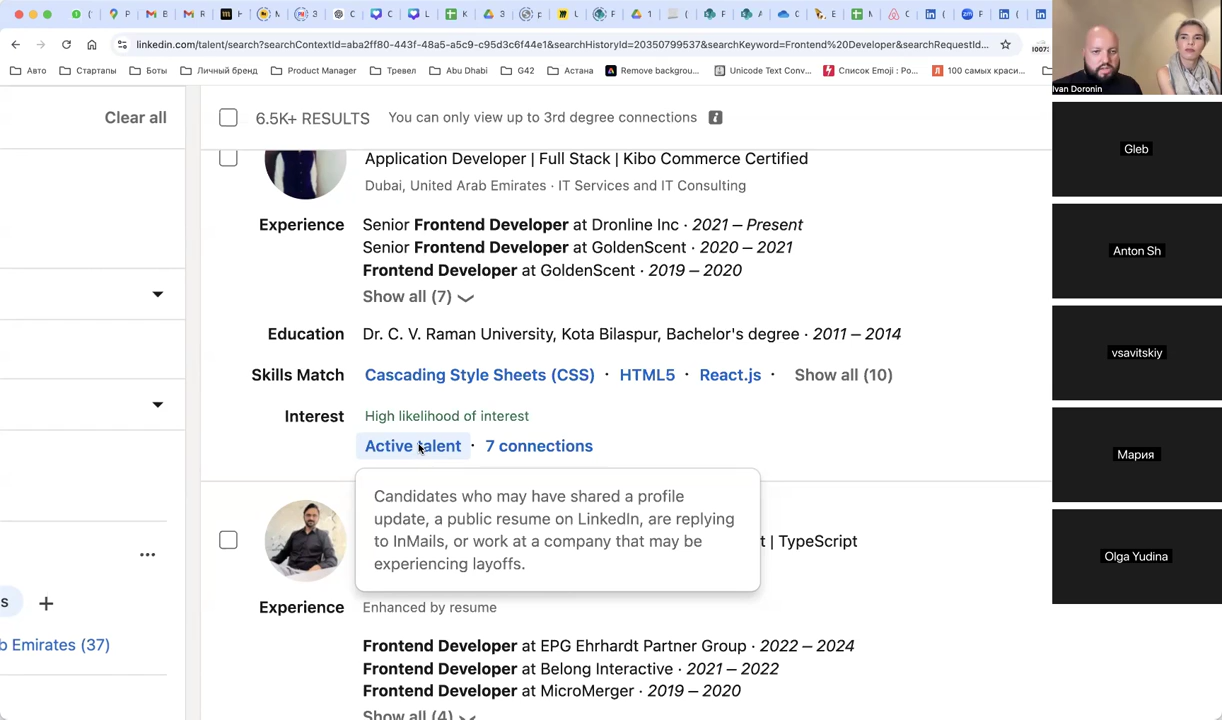 linkedin.com/talent/search?searchContextId=aba2ff80-443f-48a5-a5c9-c95d3c6f44e1&searchHistoryId=20350799537&searchKeyword=Frontend%20Developer&searchRequestId...
Авто Стартапы Боты Личный бренд Product Manager Тревел Abu Dhabi G42 Астана Remove backgrou... Unicode Text Conv... Список Emoji : Po... 100 самых краси...
Clear all
6.5K+ RESULTS You can only view up to 3rd degree connections
Application Developer | Full Stack | Kibo Commerce Certified
Dubai, United Arab Emirates · IT Services and IT Consulting
Experience Senior Frontend Developer at Dronline Inc · 2021 – Present
Senior Frontend Developer at GoldenScent · 2020 – 2021
Frontend Developer at GoldenScent · 2019 – 2020
Show all (7)
Education Dr. C. V. Raman University, Kota Bilaspur, Bachelor's degree · 2011 – 2014
Skills Match Cascading Style Sheets (CSS) · HTML5 · React.js · Show all (10)
Interest High likelihood of interest
Active talent · 7 connections
Candidates who may have shared a profile
update, a public resume on LinkedIn, are replying
to InMails, or work at a company that may be
experiencing layoffs.
t | TypeScript
Experience Enhanced by resume
Frontend Developer at EPG Ehrhardt Partner Group · 2022 – 2024
Frontend Developer at Belong Interactive · 2021 – 2022
Frontend Developer at MicroMerger · 2019 – 2020
Show all (4)
s +
b Emirates (37)
Ivan Doronin
Gleb
Anton Sh
vsavitskiy
Мария
Olga Yudina